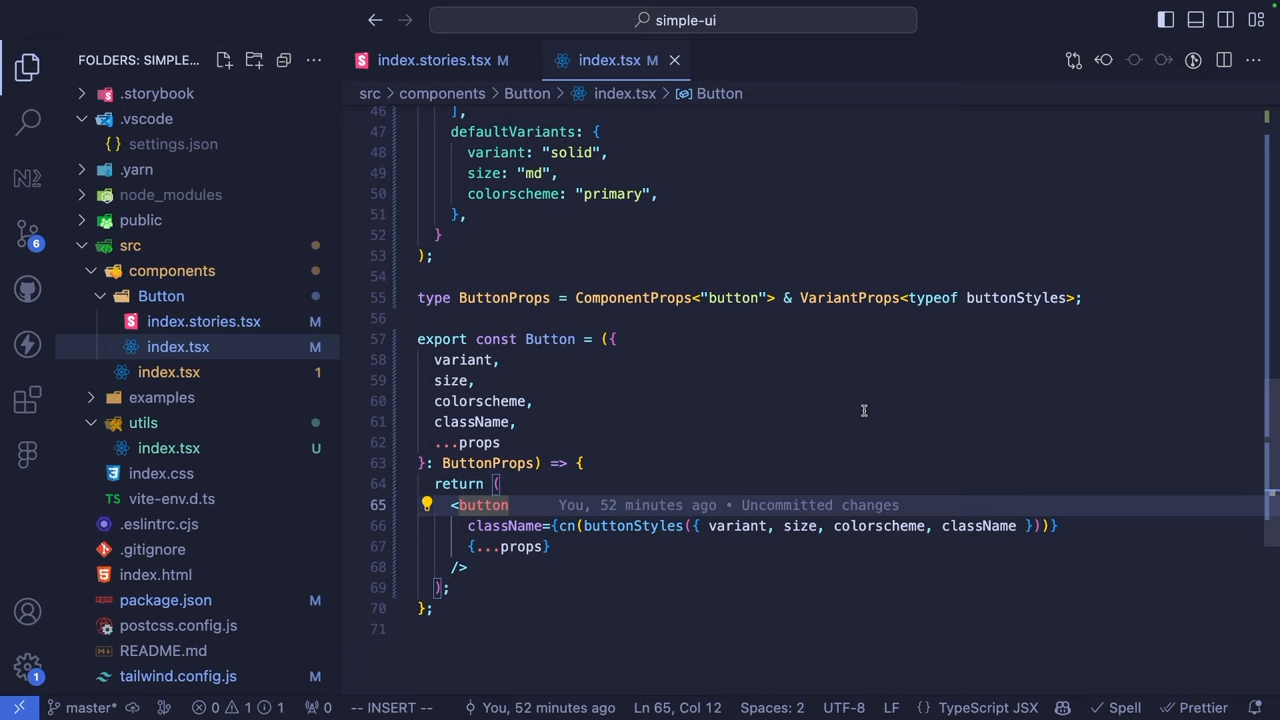 simple-ui
FOLDERS: SIMPLE...
index.stories.tsx M
index.tsx M
src > components > Button > index.tsx > Button
.storybook
.vscode
settings.json
.yarn
node_modules
public
src
components
Button
index.stories.tsx M
index.tsx M
index.tsx 1
examples
utils
index.tsx U
index.css
vite-env.d.ts
.eslintrc.cjs
.gitignore
index.html
package.json M
postcss.config.js
README.md
tailwind.config.js M
6
1
46 ],
47 defaultVariants: {
48 variant: "solid",
49 size: "md",
50 colorscheme: "primary",
51 },
52 }
53 );
54
55 type ButtonProps = ComponentProps<"button"> & VariantProps<typeof buttonStyles>;
56
57 export const Button = ({
58 variant,
59 size,
60 colorscheme,
61 className,
62 ...props
63 }: ButtonProps) => {
64 return (
65 <button You, 52 minutes ago • Uncommitted changes
66 className={cn(buttonStyles({ variant, size, colorscheme, className }))}
67 {...props}
68 />
69 );
70 };
71
master* 0 1 1 0 -- INSERT -- You, 52 minutes ago Ln 65, Col 12 Spaces: 2 UTF-8 LF {} TypeScript JSX Spell Prettier